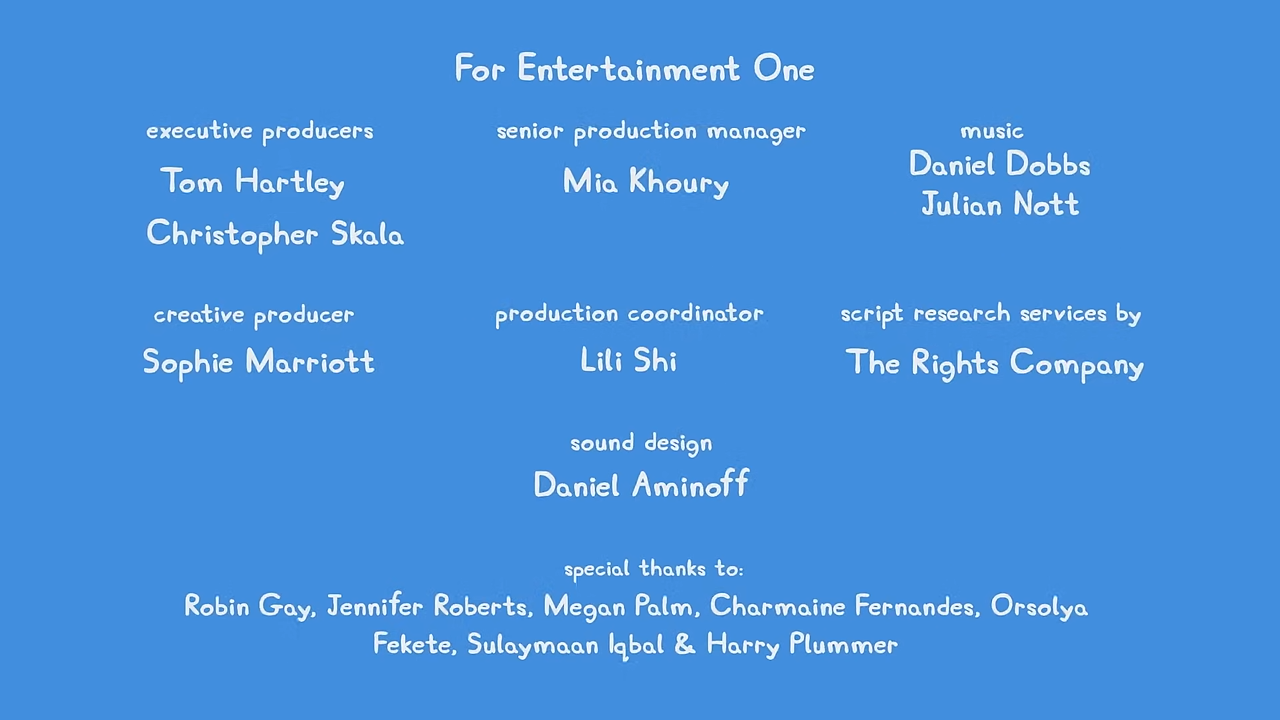 For Entertainment One
executive producers
Tom Hartley
Christopher Skala
senior production manager
Mia Khoury
music
Daniel Dobbs
Julian Nott
creative producer
Sophie Marriott
production coordinator
Lili Shi
script research services by
The Rights Company
sound design
Daniel Aminoff
special thanks to:
Robin Gay, Jennifer Roberts, Megan Palm, Charmaine Fernandes, Orsolya
Fekete, Sulaymaan Iqbal & Harry Plummer